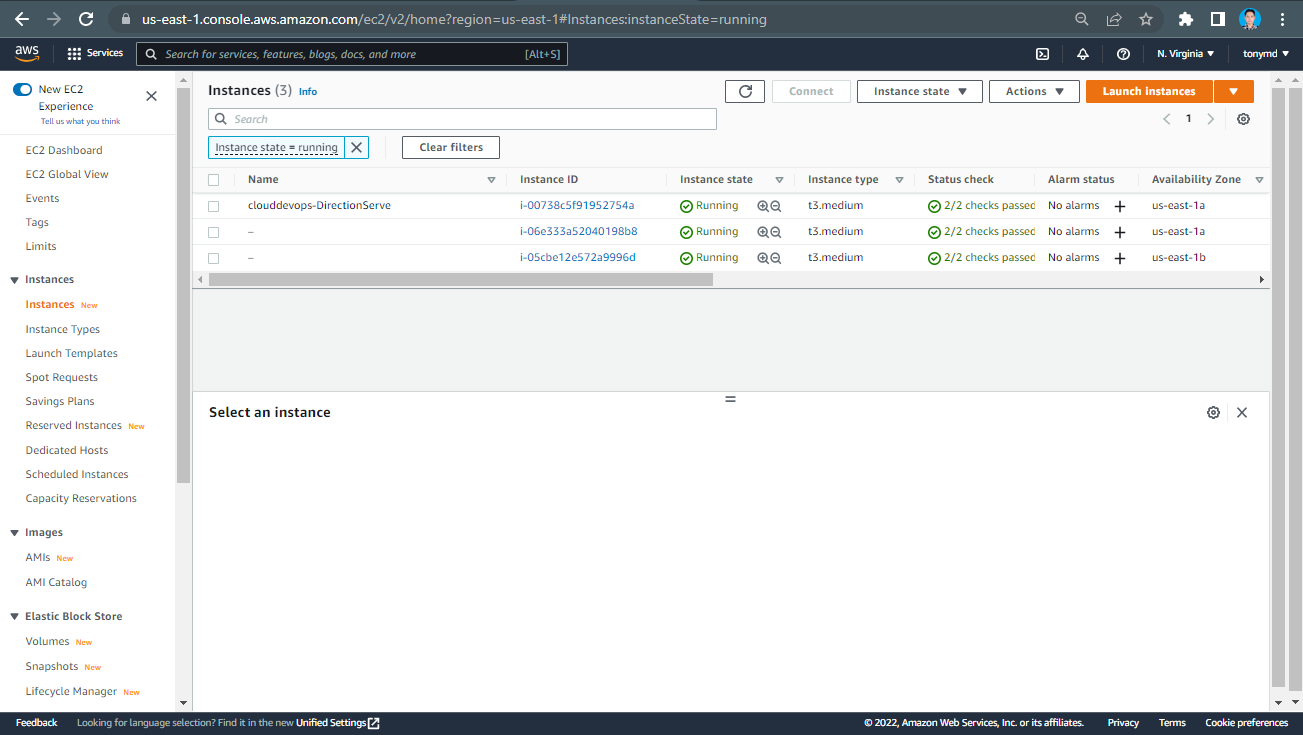 us-east-1.console.aws.amazon.com/ec2/v2/home?region=us-east-1#Instances:instanceState=running
aws Services Search for services, features, blogs, docs, and more [Alt+S] N. Virginia tonymd
New EC2 Experience
Tell us what you think
EC2 Dashboard
EC2 Global View
Events
Tags
Limits
Instances
Instances New
Instance Types
Launch Templates
Spot Requests
Savings Plans
Reserved Instances New
Dedicated Hosts
Scheduled Instances
Capacity Reservations
Images
AMIs New
AMI Catalog
Elastic Block Store
Volumes New
Snapshots New
Lifecycle Manager New
Instances (3) Info Connect Instance state Actions Launch instances
Search 1
Instance state = running Clear filters
Name Instance ID Instance state Instance type Status check Alarm status Availability Zone
clouddevops-DirectionServe i-00738c5f91952754a Running t3.medium 2/2 checks passed No alarms + us-east-1a
– i-06e333a52040198b8 Running t3.medium 2/2 checks passed No alarms + us-east-1a
– i-05cbe12e572a9996d Running t3.medium 2/2 checks passed No alarms + us-east-1b
Select an instance
Feedback Looking for language selection? Find it in the new Unified Settings © 2022, Amazon Web Services, Inc. or its affiliates. Privacy Terms Cookie preferences